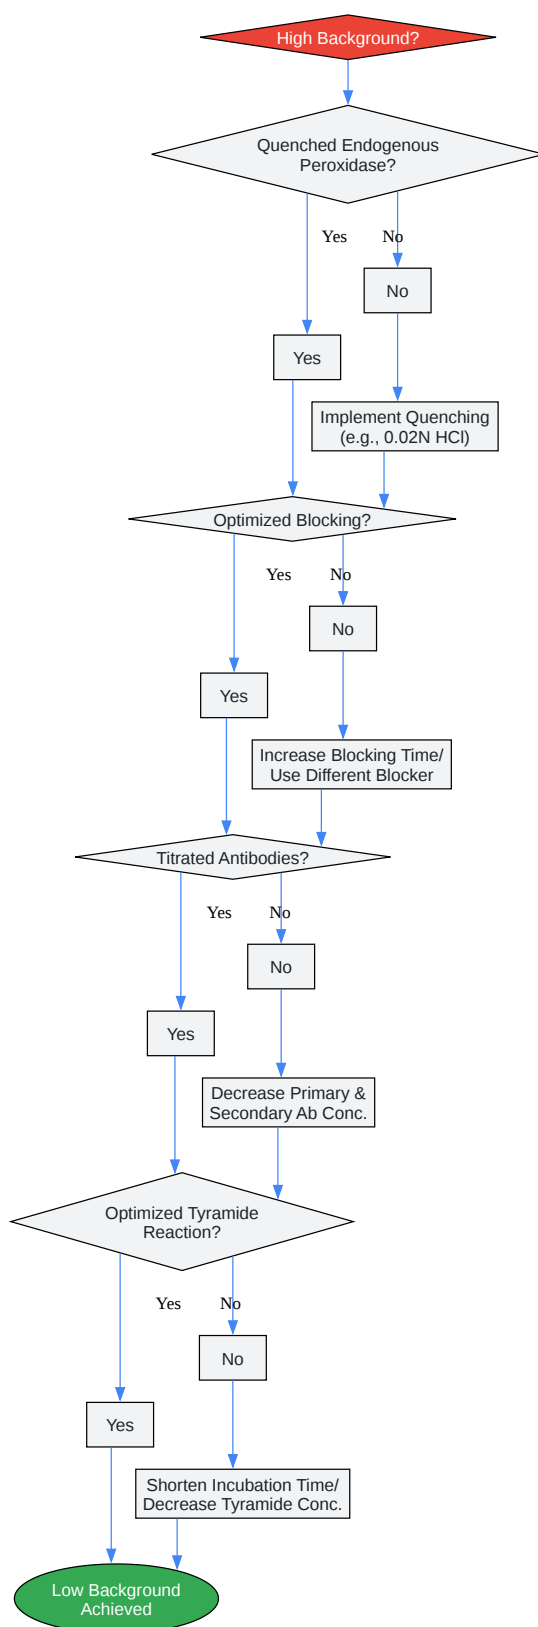 High Background?
Quenched Endogenous
Peroxidase?
Yes
No
No
Yes
Implement Quenching
(e.g., 0.02N HCl)
Optimized Blocking?
Yes
No
No
Yes
Increase Blocking Time/
Use Different Blocker
Titrated Antibodies?
Yes
No
No
Yes
Decrease Primary &
Secondary Ab Conc.
Optimized Tyramide
Reaction?
Yes
No
No
Yes
Shorten Incubation Time/
Decrease Tyramide Conc.
Low Background
Achieved